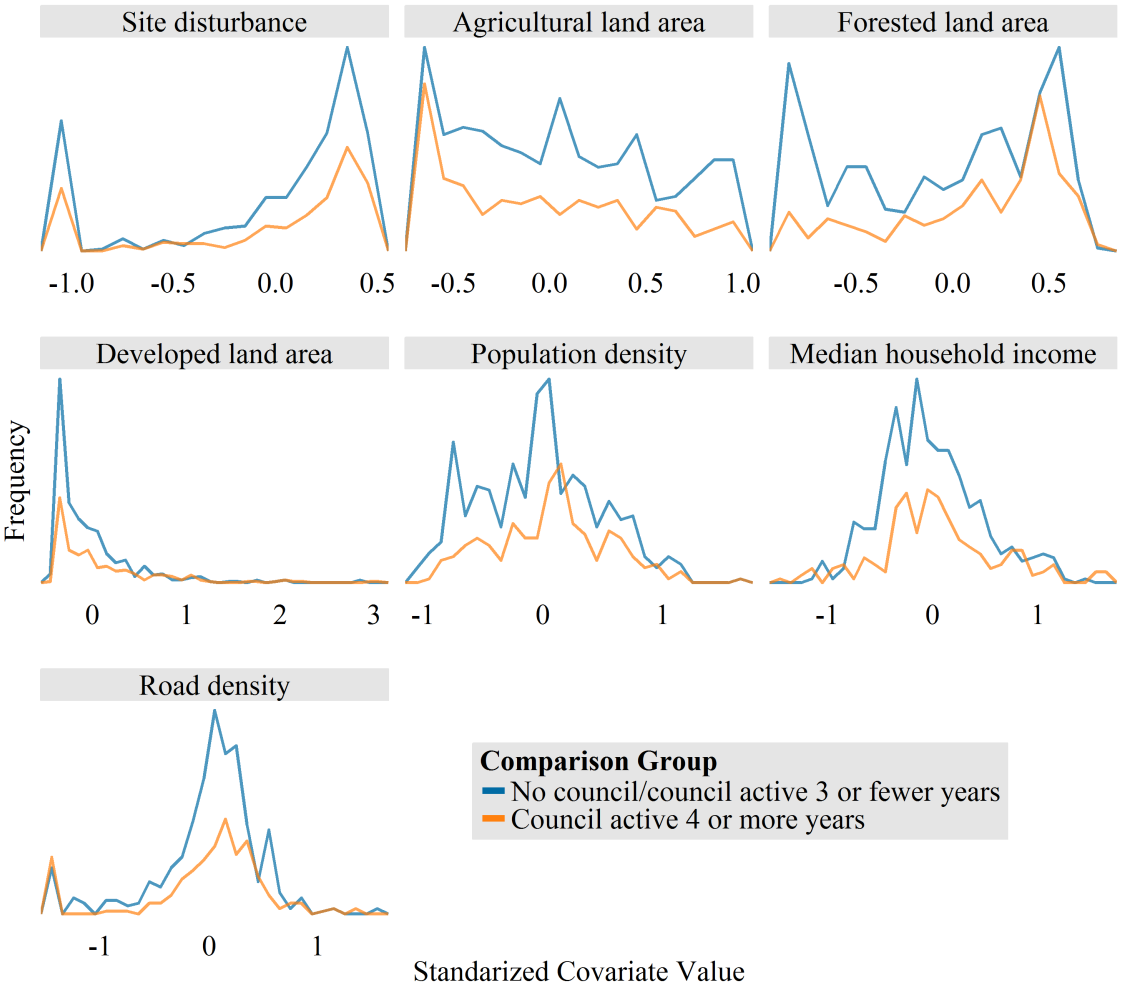 Site disturbance
Agricultural land area
Forested land area
-1.0 -0.5 0.0 0.5
-0.5 0.0 0.5 1.0
-0.5 0.0 0.5
Developed land area
Population density
Median household income
Frequency
0 1 2 3
-1 0 1
-1 0 1
Road density
-1 0 1
Comparison Group
No council/council active 3 or fewer years
Council active 4 or more years
Standarized Covariate Value